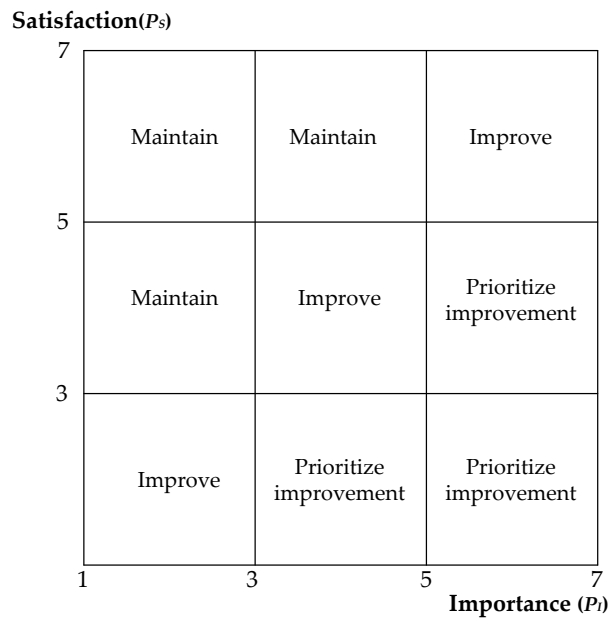 Satisfaction(PS)
7
Maintain
Maintain
Improve
5
Maintain
Improve
Prioritize
improvement
3
Improve
Prioritize
improvement
Prioritize
improvement
1
3
5
7
Importance (PI)